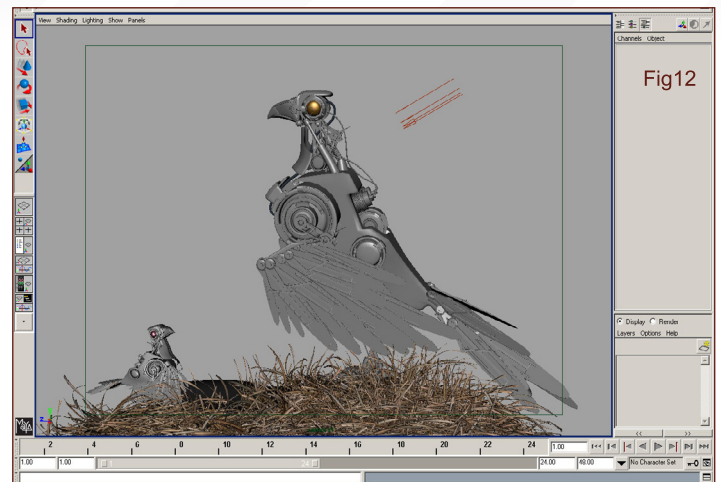 View Shading Lighting Show Panels
Channels Object
Fig12
Display Render
Layers Options Help
2 4 6 8 10 12 14 16 18 20 22 24
1.00
1.00 1.00 24 24.00 48.00 No Character Set